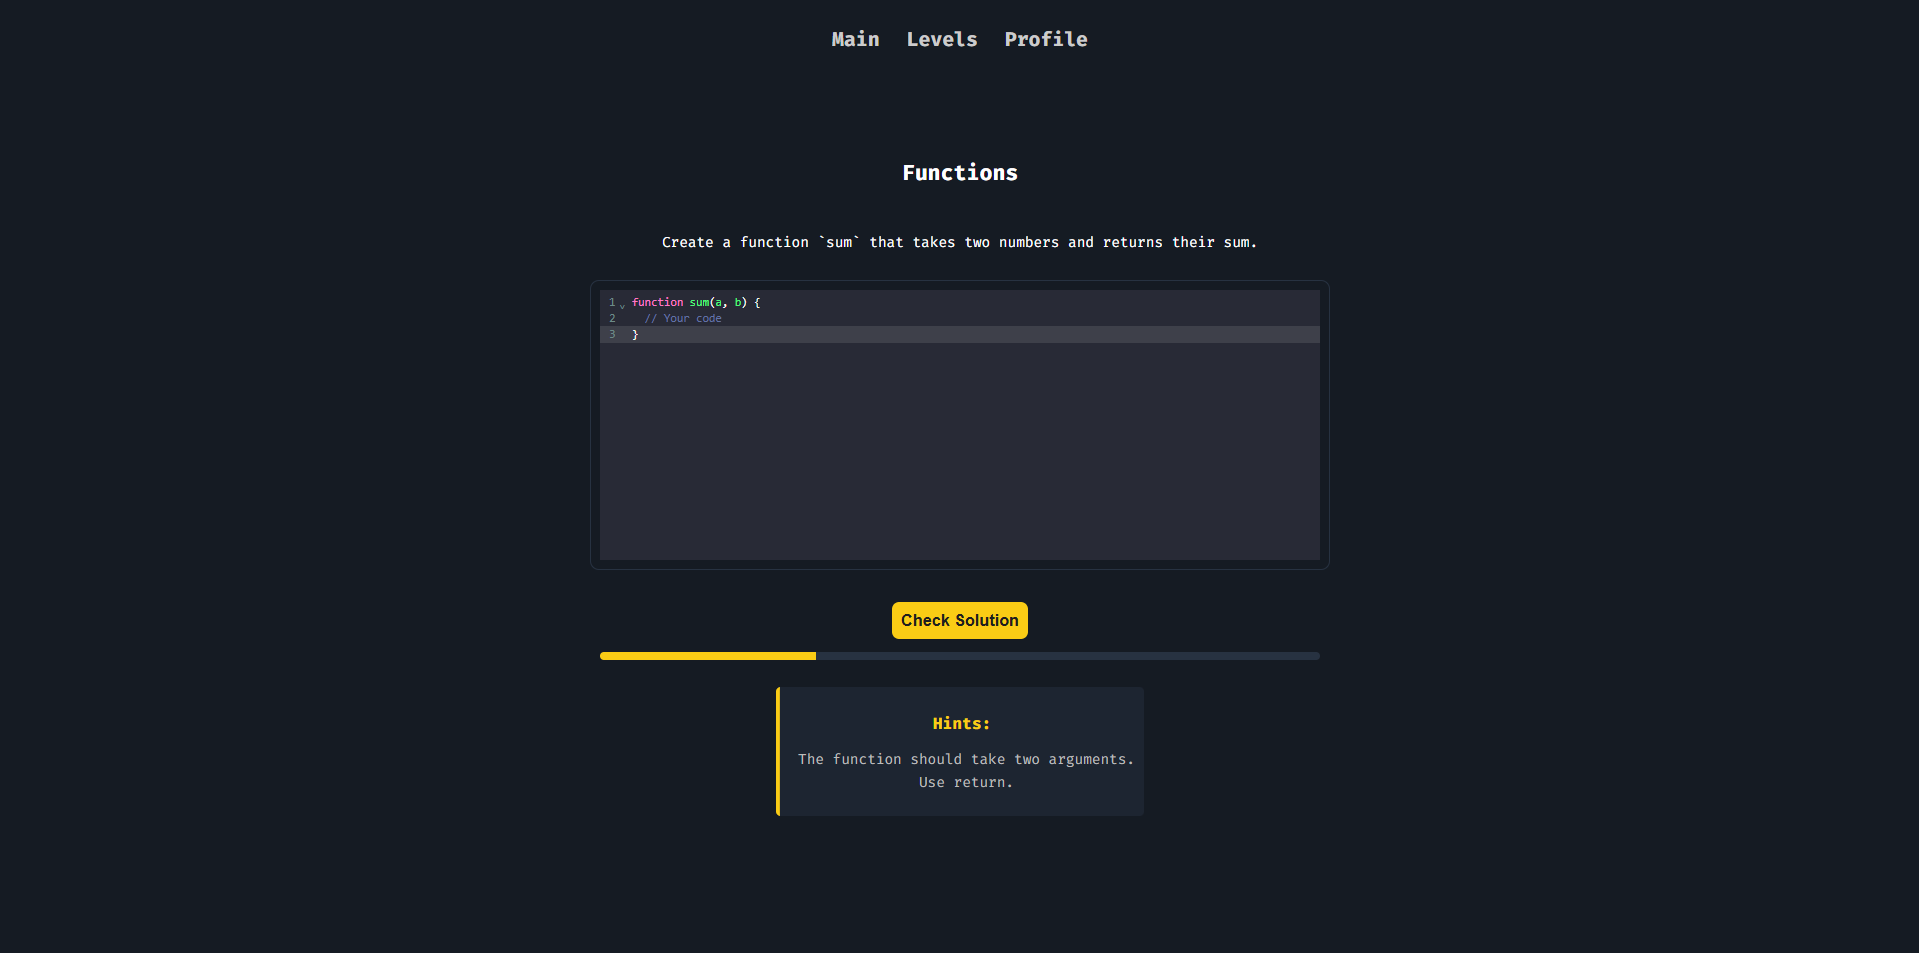 Main Levels Profile
Functions
Create a function `sum` that takes two numbers and returns their sum.
1 function sum(a, b) {
2 // Your code
3 }
Check Solution
Hints:
The function should take two arguments.
Use return.